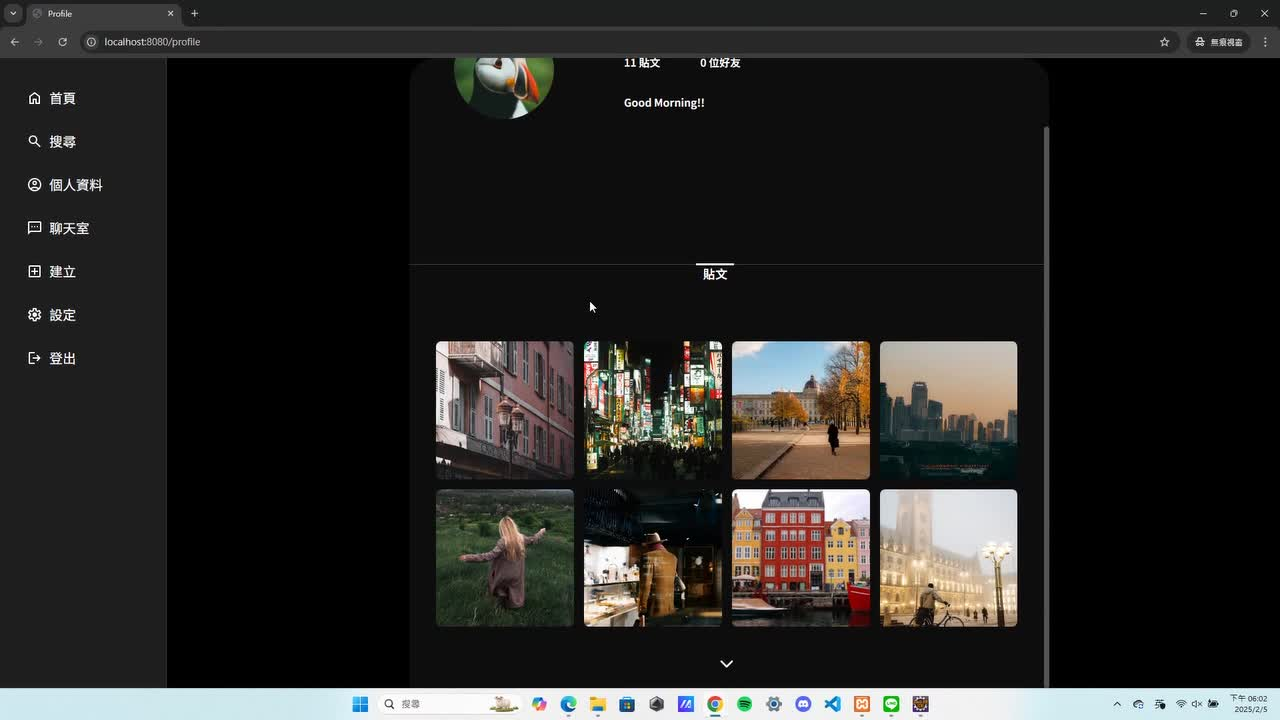 Profile
localhost:8080/profile
無痕視窗
首頁
搜尋
個人資料
聊天室
建立
設定
登出
11 貼文
0 位好友
Good Morning!!
貼文
搜尋
下午 06:02
2025/2/5